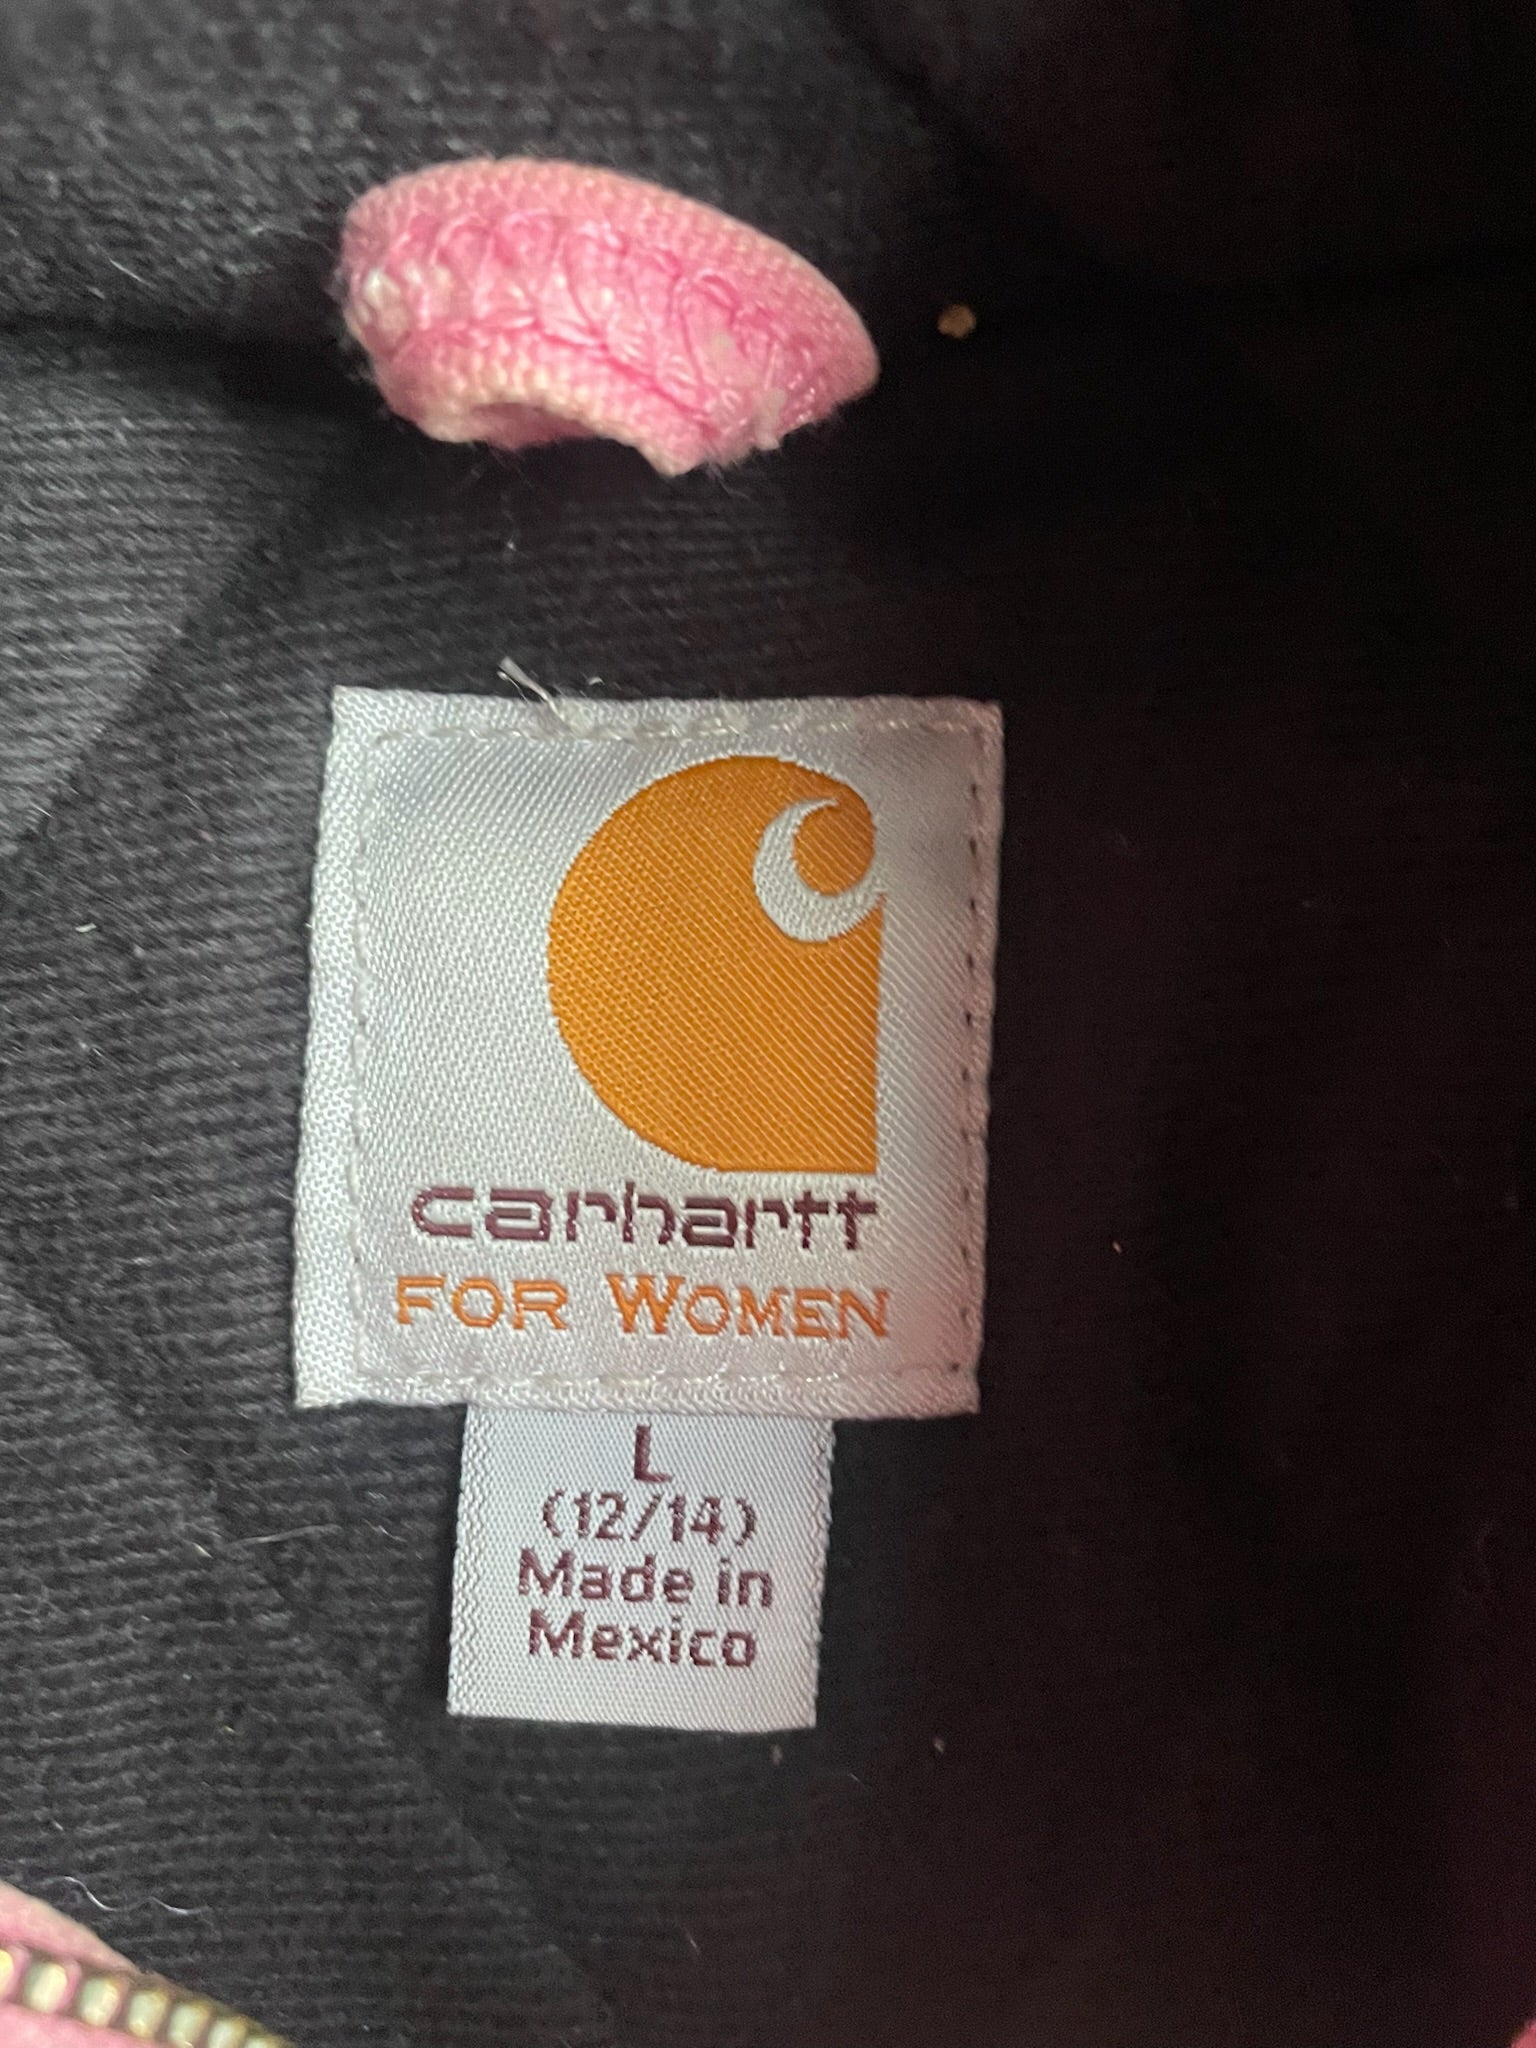 carhartt
FOR WOMEN
L
(12/14)
Made in
Mexico